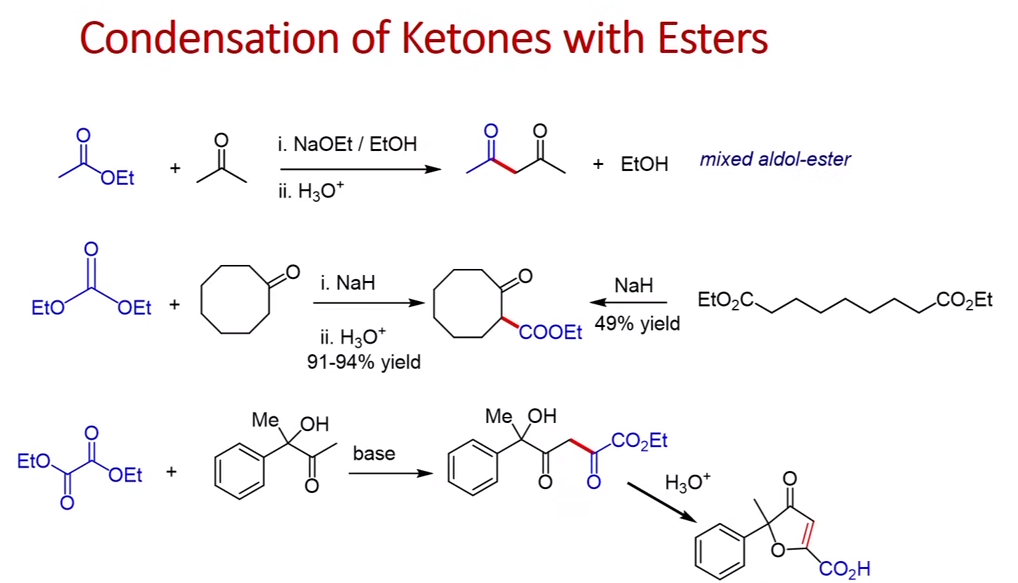 Condensation of Ketones with Esters
O
OEt
+
O
i. NaOEt / EtOH
ii. H₃O⁺
O
O
+ EtOH
mixed aldol-ester
O
EtO
OEt
+
O
i. NaH
ii. H₃O⁺
91-94% yield
O
COOEt
NaH
49% yield
EtO₂C
CO₂Et
EtO
O
O
OEt
+
Me
OH
O
base
Me
OH
O
O
CO₂Et
H₃O⁺
O
O
CO₂H